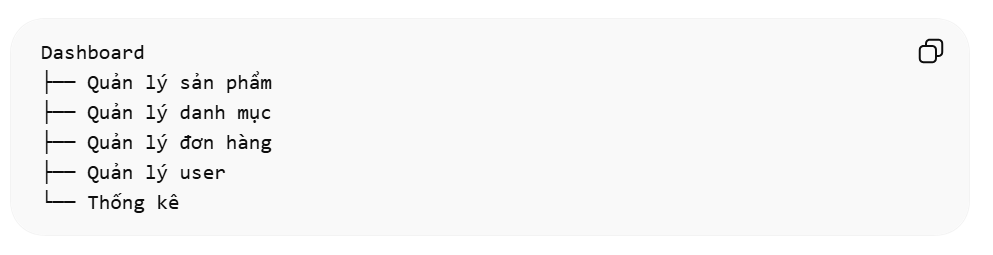 Dashboard
├── Quản lý sản phẩm
├── Quản lý danh mục
├── Quản lý đơn hàng
├── Quản lý user
└── Thống kê